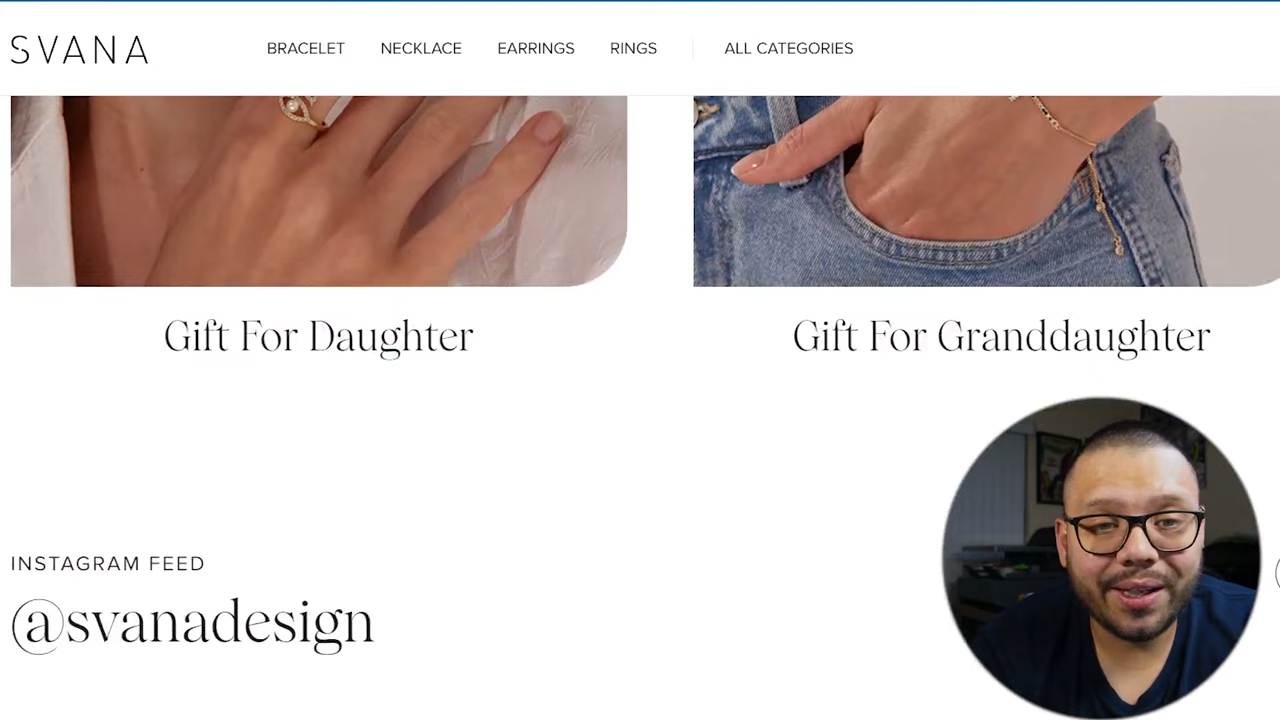 SVANA
BRACELET NECKLACE EARRINGS RINGS ALL CATEGORIES
Gift For Daughter
Gift For Granddaughter
INSTAGRAM FEED
@svanadesign